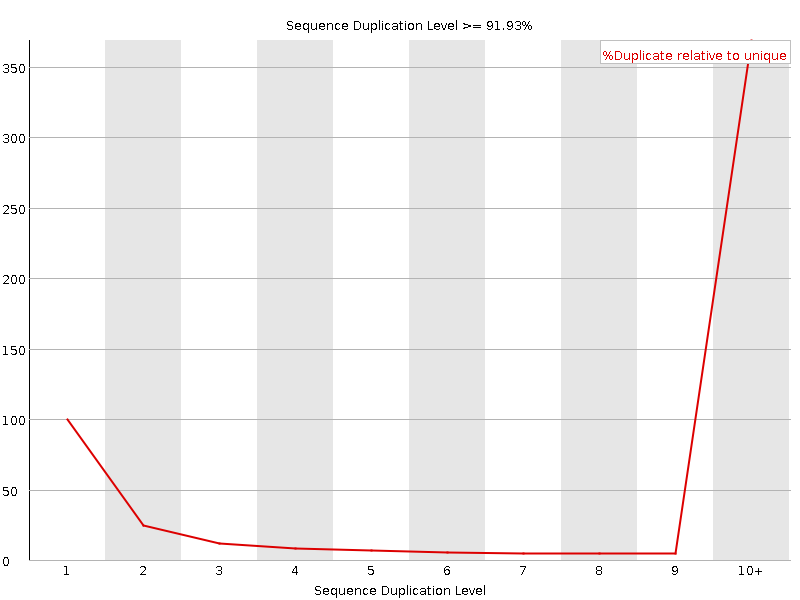 Sequence Duplication Level >= 91.93%
%Duplicate relative to unique
350
300
250
200
150
100
50
0
1 2 3 4 5 6 7 8 9 10+
Sequence Duplication Level